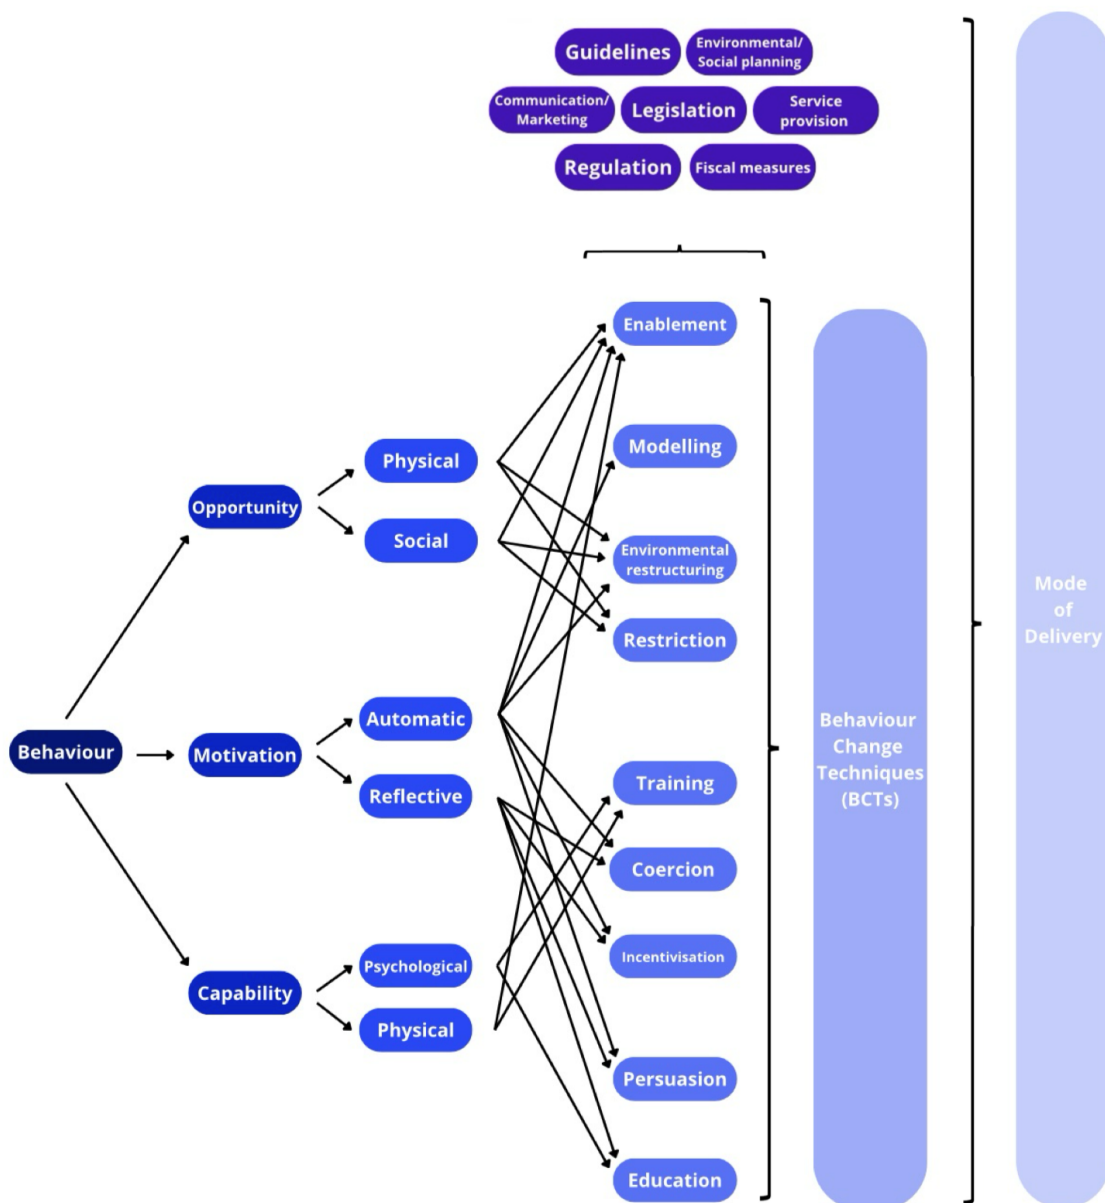 Guidelines
Environmental/
Social planning
Communication/
Marketing
Legislation
Service
provision
Regulation
Fiscal measures
Enablement
Modelling
Physical
Opportunity
Social
Environmental
restructuring
Restriction
Automatic
Behaviour
Motivation
Reflective
Training
Coercion
Incentivisation
Psychological
Capability
Physical
Persuasion
Education
Behaviour
Change
Techniques
(BCTs)
Mode
of
Delivery